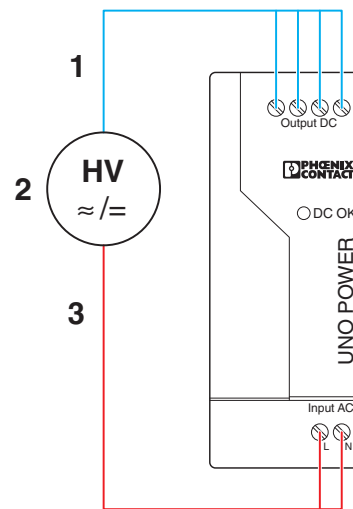 1
Output DC
PHŒNIX
CONTACT
HV
≈/=
2
DC OK
UNO POWER
3
Input AC
L N